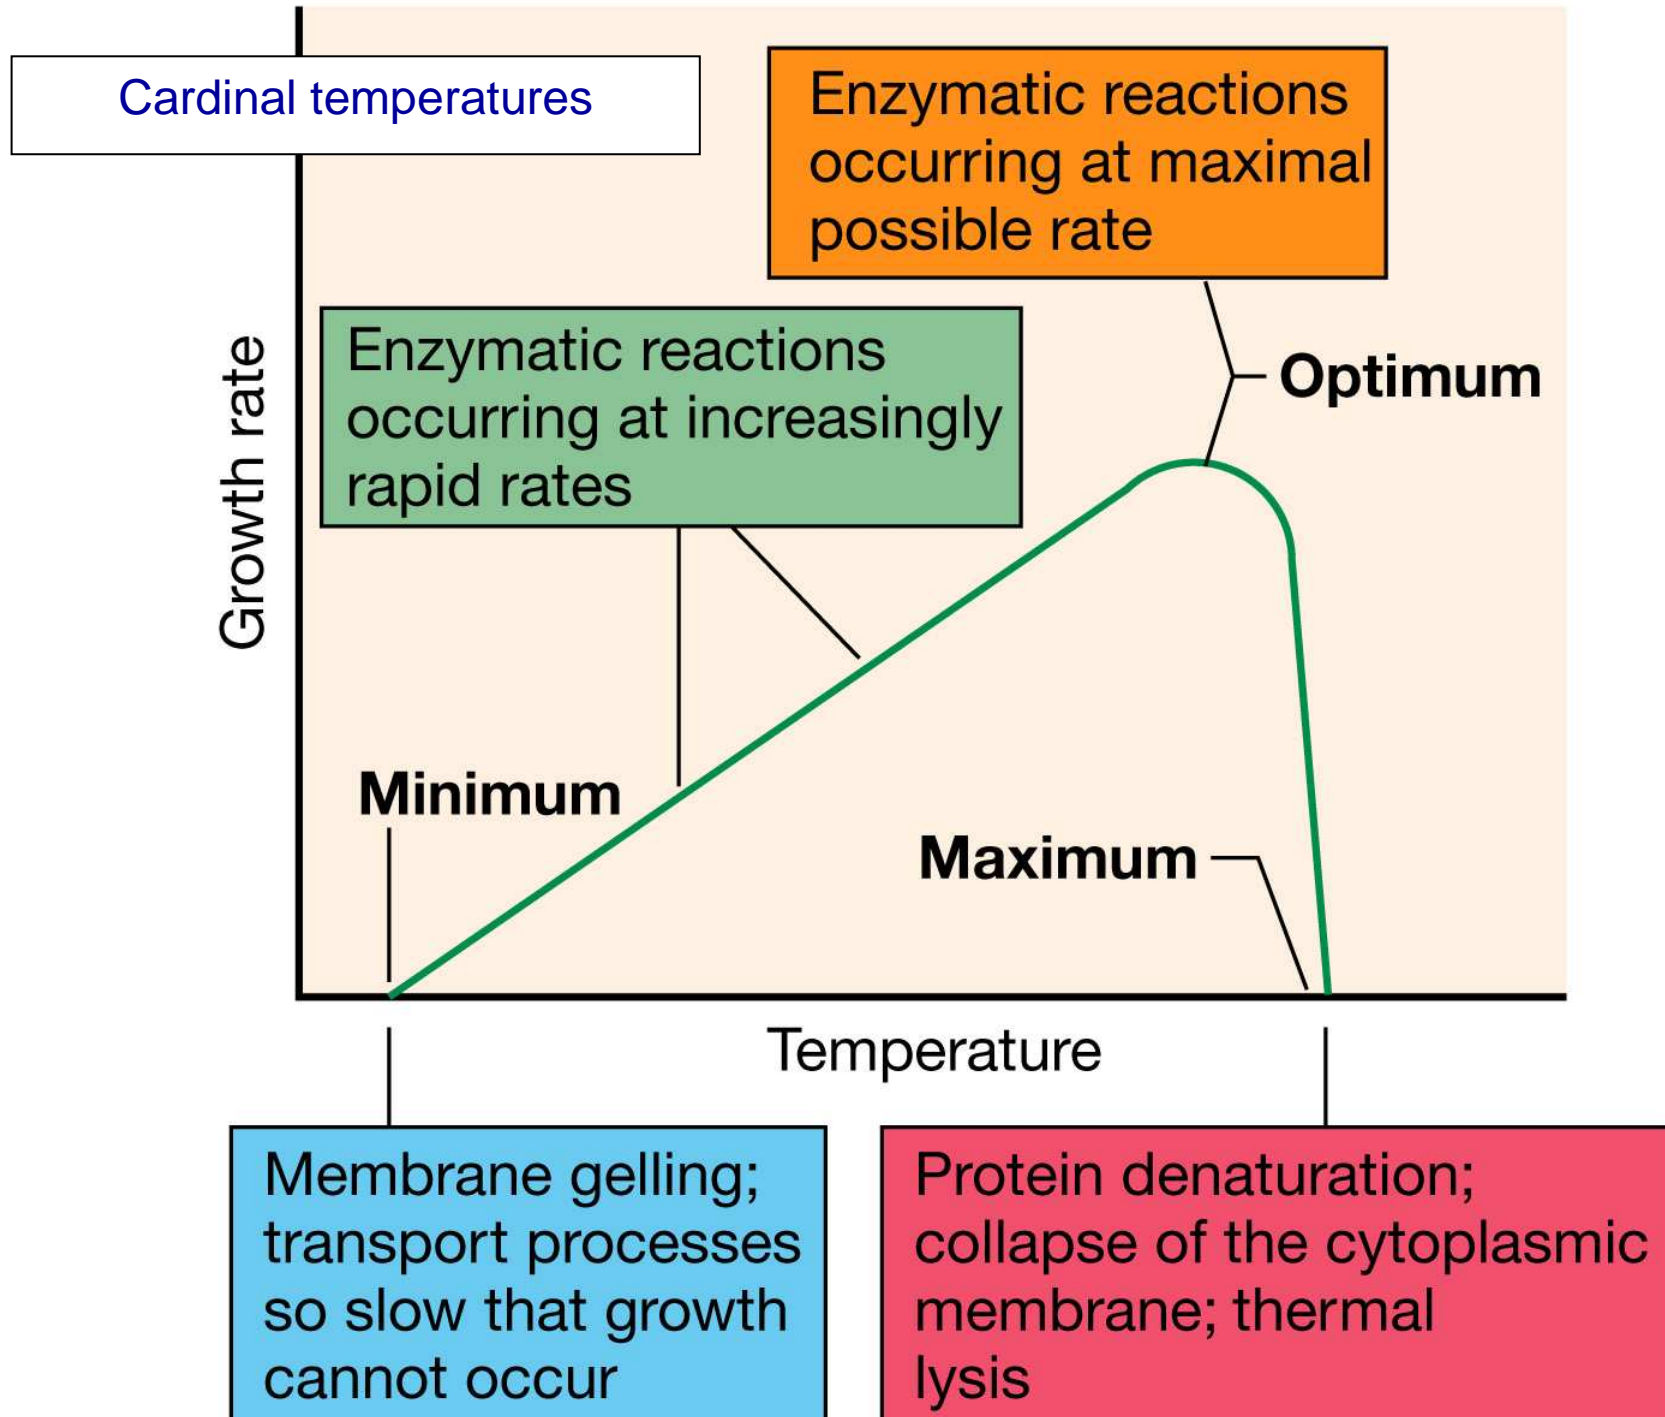 Cardinal temperatures
Enzymatic reactions
occurring at maximal
possible rate
Enzymatic reactions
occurring at increasingly
rapid rates
Optimum
Growth rate
Minimum
Maximum
Temperature
Membrane gelling;
transport processes
so slow that growth
cannot occur
Protein denaturation;
collapse of the cytoplasmic
membrane; thermal
lysis